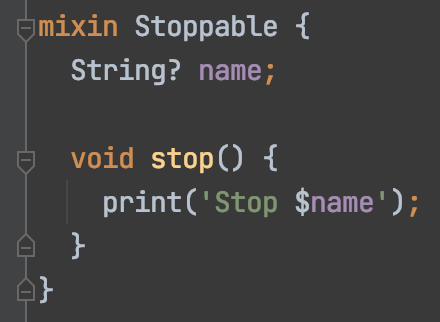 mixin Stoppable {
  String? name;

  void stop() {
    print('Stop $name');
  }
}